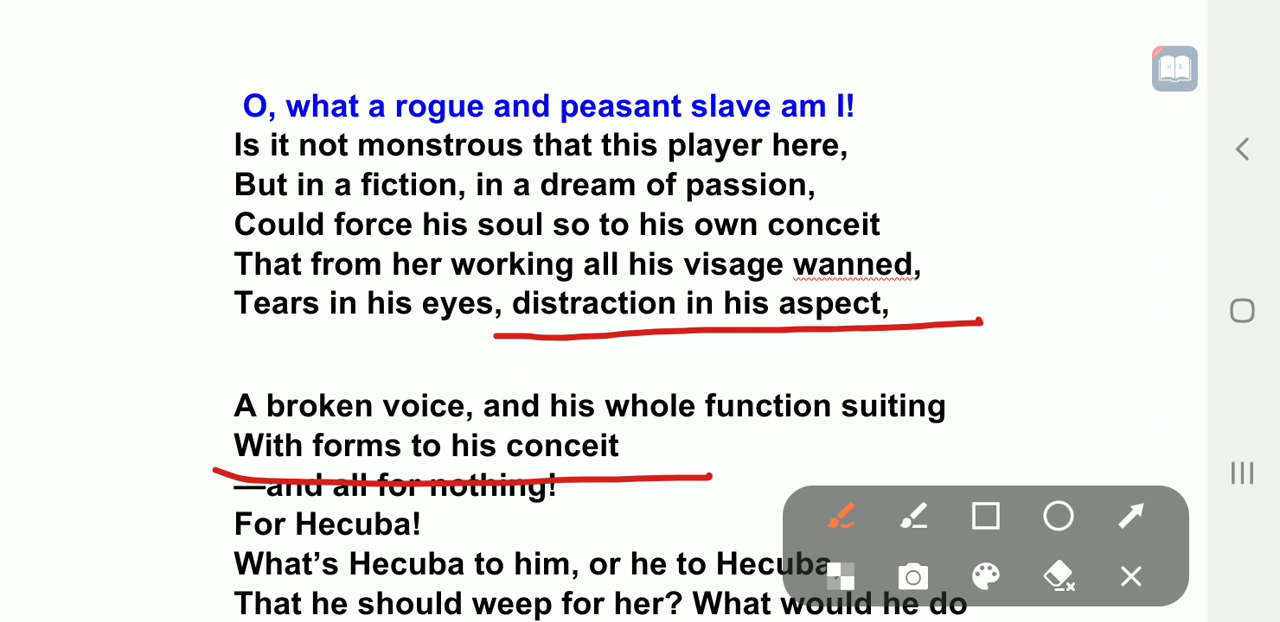 O, what a rogue and peasant slave am I!
Is it not monstrous that this player here,
But in a fiction, in a dream of passion,
Could force his soul so to his own conceit
That from her working all his visage wanned,
Tears in his eyes, distraction in his aspect,
A broken voice, and his whole function suiting
With forms to his conceit
—and all for nothing!
For Hecuba!
What’s Hecuba to him, or he to Hecuba,
That he should weep for her? What would he do